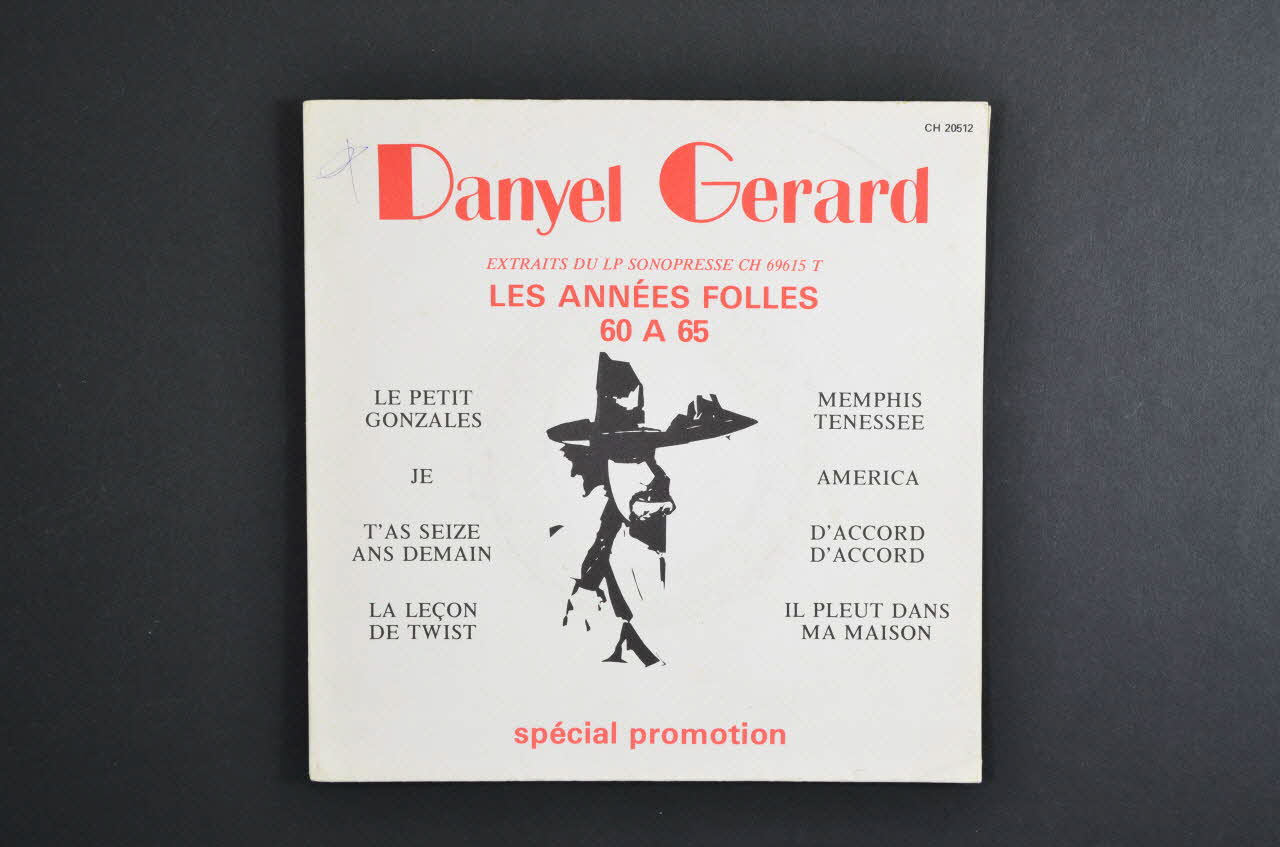 CH 20512
Danyel Gerard
EXTRAITS DU LP SONOPRESSE CH 69615 T
LES ANNÉES FOLLES
60 A 65
LE PETIT
GONZALES
JE
T'AS SEIZE
ANS DEMAIN
LA LEÇON
DE TWIST
MEMPHIS
TENESSEE
AMERICA
D'ACCORD
D'ACCORD
IL PLEUT DANS
MA MAISON
spécial promotion